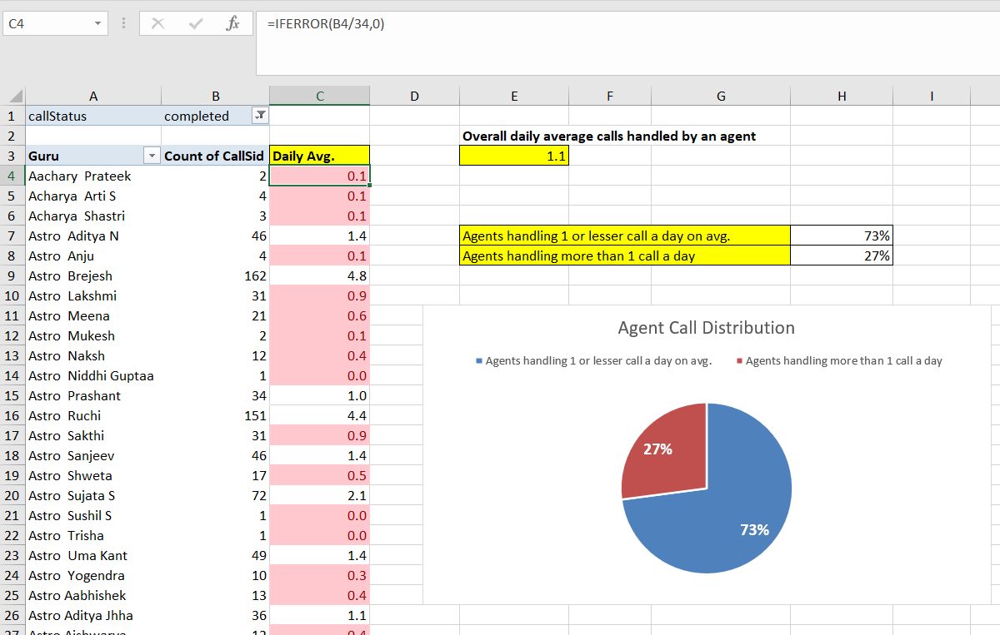 C4 fx =IFERROR(B4/34,0)
A B C D E F G H I
1 callStatus completed
2 Overall daily average calls handled by an agent
3 Guru Count of CallSid Daily Avg. 1.1
4 Aachary Prateek 2 0.1
5 Acharya Arti S 4 0.1
6 Acharya Shastri 3 0.1
7 Astro Aditya N 46 1.4 Agents handling 1 or lesser call a day on avg. 73%
8 Astro Anju 4 0.1 Agents handling more than 1 call a day 27%
9 Astro Brejesh 162 4.8
10 Astro Lakshmi 31 0.9
11 Astro Meena 21 0.6
12 Astro Mukesh 2 0.1
13 Astro Naksh 12 0.4
14 Astro Niddhi Guptaa 1 0.0
15 Astro Prashant 34 1.0
16 Astro Ruchi 151 4.4
17 Astro Sakthi 31 0.9
18 Astro Sanjeev 46 1.4
19 Astro Shweta 17 0.5
20 Astro Sujata S 72 2.1
21 Astro Sushil S 1 0.0
22 Astro Trisha 1 0.0
23 Astro Uma Kant 49 1.4
24 Astro Yogendra 10 0.3
25 Astro Aabhishek 13 0.4
26 Astro Aditya Jhha 36 1.1
27 Astro Aishwarya 0.4
Agent Call Distribution
Agents handling 1 or lesser call a day on avg. Agents handling more than 1 call a day
27%
73%